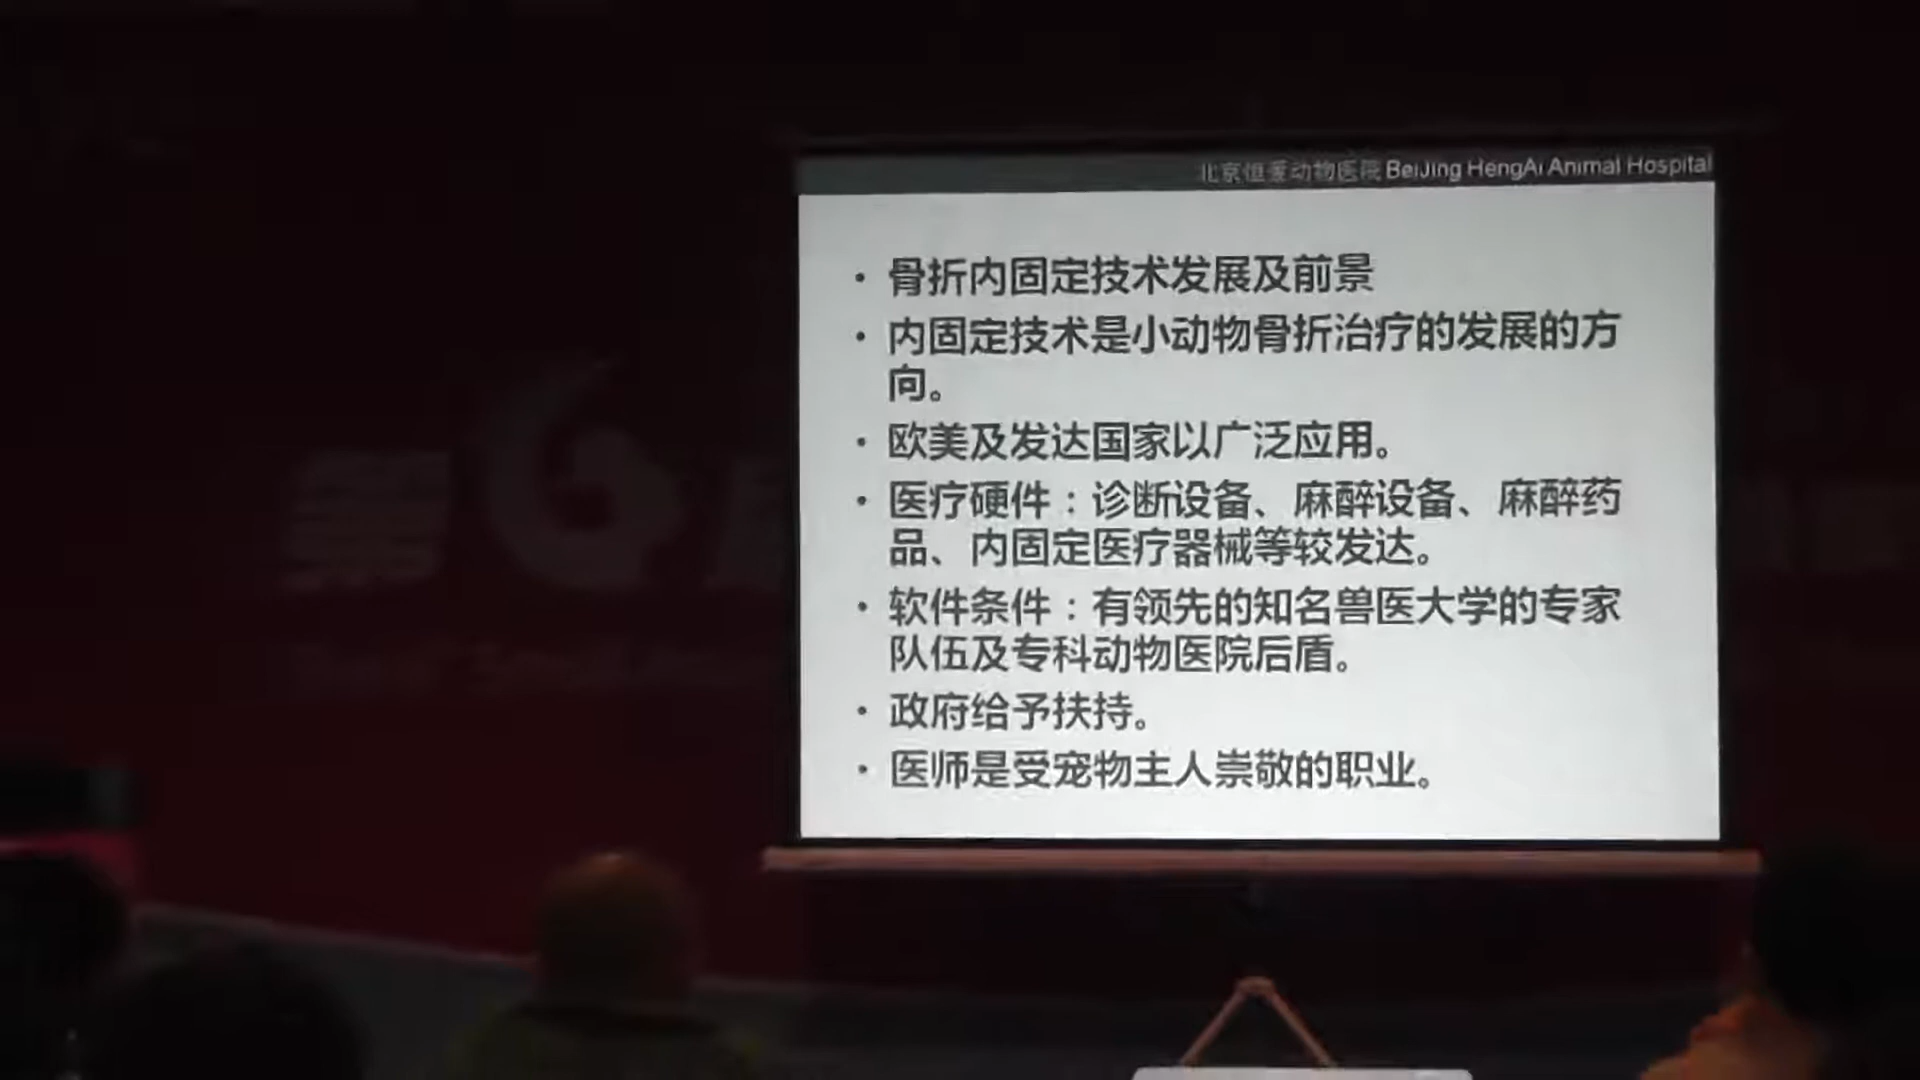 北京恒爱动物医院 BeiJing HengAi Animal Hospital
• 骨折内固定技术发展及前景
• 内固定技术是小动物骨折治疗的发展的方
向。
• 欧美及发达国家以广泛应用。
• 医疗硬件：诊断设备、麻醉设备、麻醉药
品、内固定医疗器械等较发达。
• 软件条件：有领先的知名兽医大学的专家
队伍及专科动物医院后盾。
• 政府给予扶持。
• 医师是受宠物主人崇敬的职业。
第6